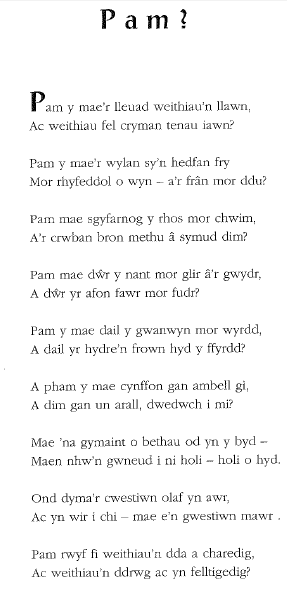 Pam?
Pam y mae'r lleuad weithiau'n llawn,
Ac weithiau fel cryman tenau iawn?
Pam y mae'r wylan sy'n hedfan fry
Mor rhyfeddol o wyn – a'r frân mor ddu?
Pam mae sgyfarnog y rhos mor chwim,
A'r crwban bron methu â symud dim?
Pam mae dŵr y nant mor glir â'r gwydr,
A dŵr yr afon fawr mor fudr?
Pam y mae dail y gwanwyn mor wyrdd,
A dail yr hydre'n frown hyd y ffyrdd?
A pham y mae cynffon gan ambell gi,
A dim gan un arall, dwedwch i mi?
Mae 'na gymaint o bethau od yn y byd –
Maen nhw'n gwneud i ni holi – holi o hyd.
Ond dyma'r cwestiwn olaf yn awr,
Ac yn wir i chi – mae e'n gwestiwn mawr .
Pam rwyf fi weithiau'n dda a charedig,
Ac weithiau'n ddrwg ac yn felltigedig?